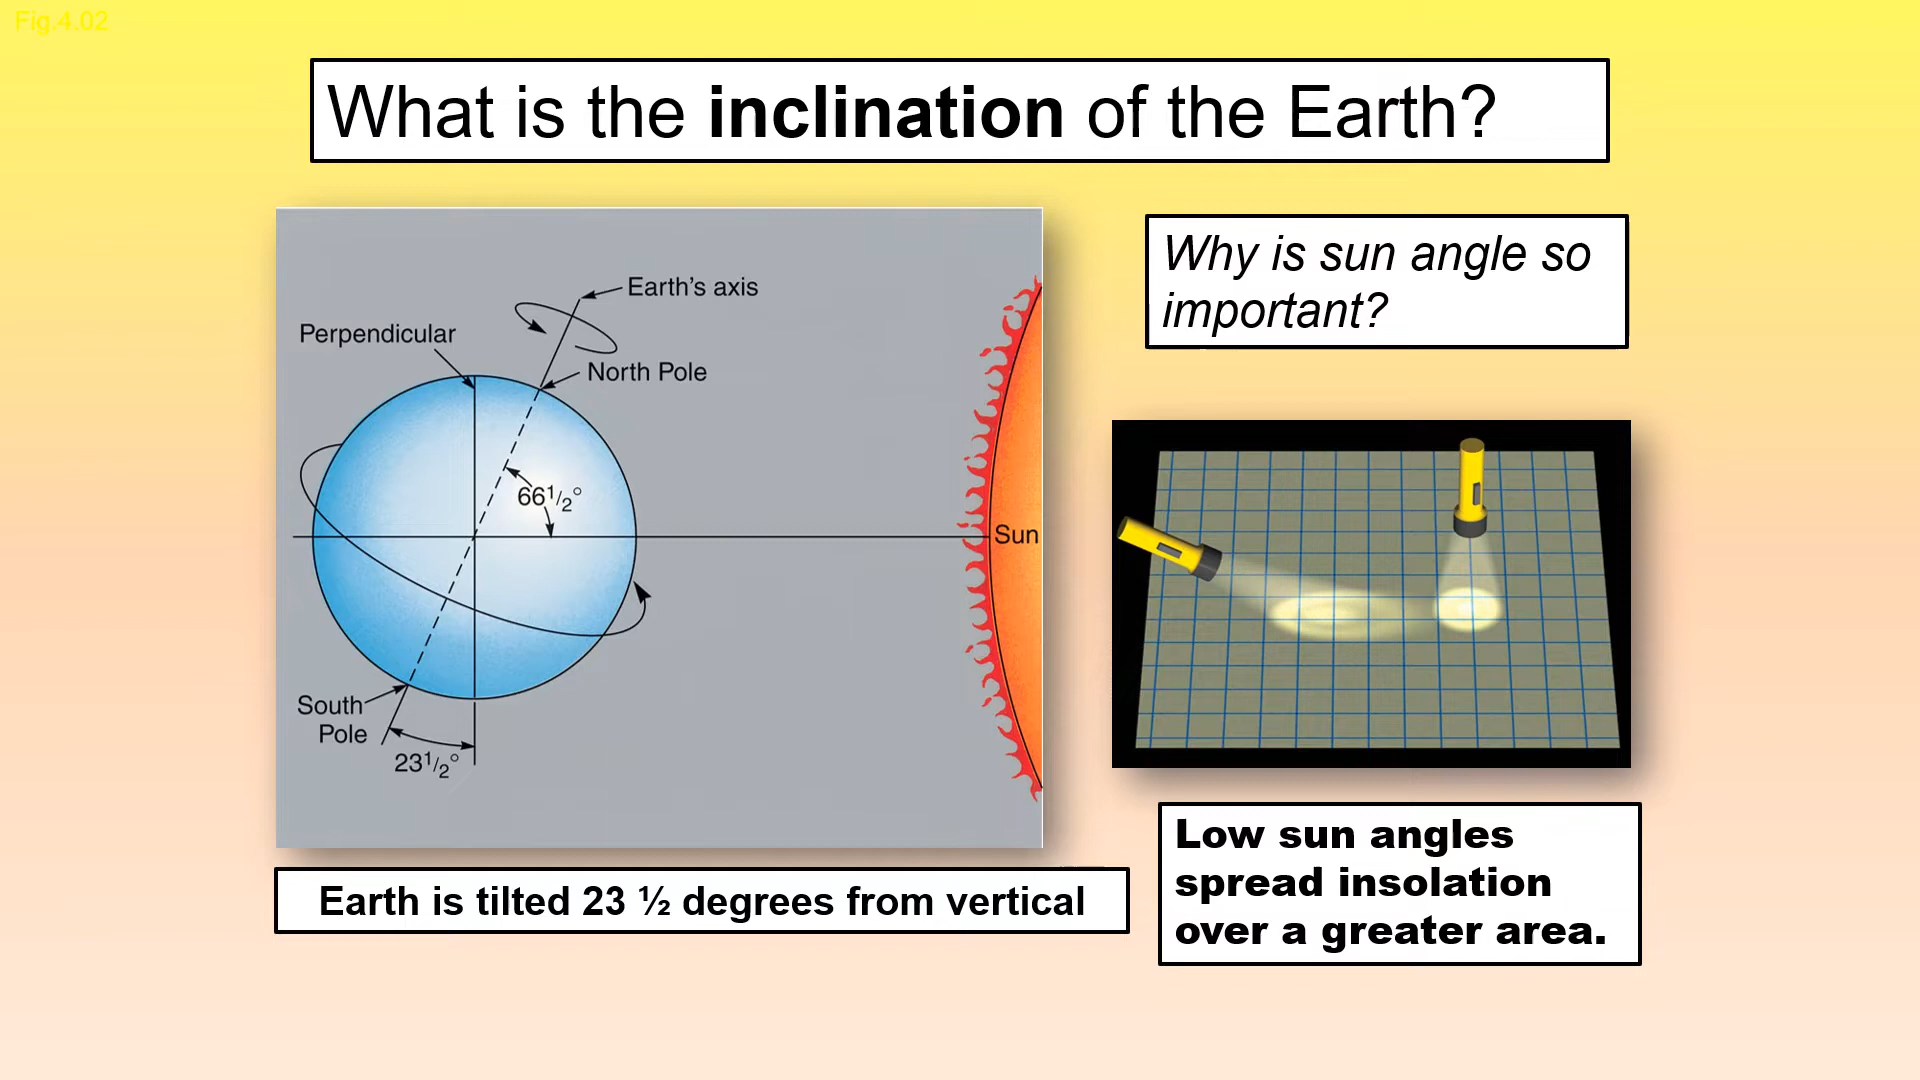 Fig.4.02
What is the inclination of the Earth?
Earth's axis
Perpendicular
North Pole
66 1/2°
Sun
South
Pole
23 1/2°
Earth is tilted 23 ½ degrees from vertical
Why is sun angle so
important?
Low sun angles
spread insolation
over a greater area.